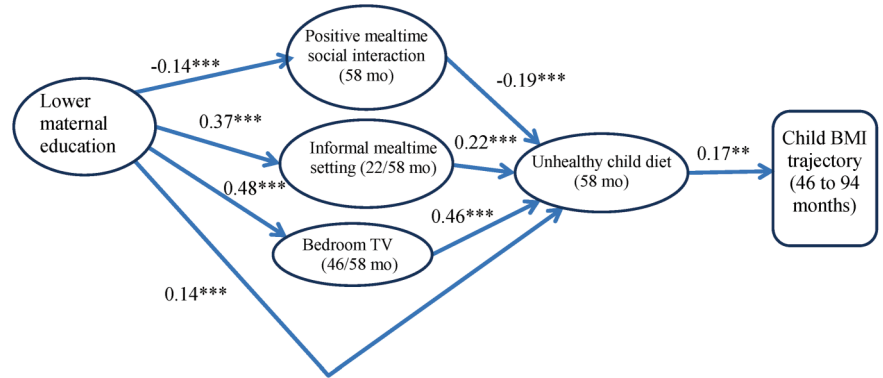 Positive mealtime
social interaction
(58 mo)
-0.14***
-0.19***
Lower
maternal
education
0.37***
Informal mealtime
setting (22/58 mo)
0.22***
Unhealthy child diet
(58 mo)
0.17**
Child BMI
trajectory
(46 to 94
months)
0.48***
0.46***
Bedroom TV
(46/58 mo)
0.14***